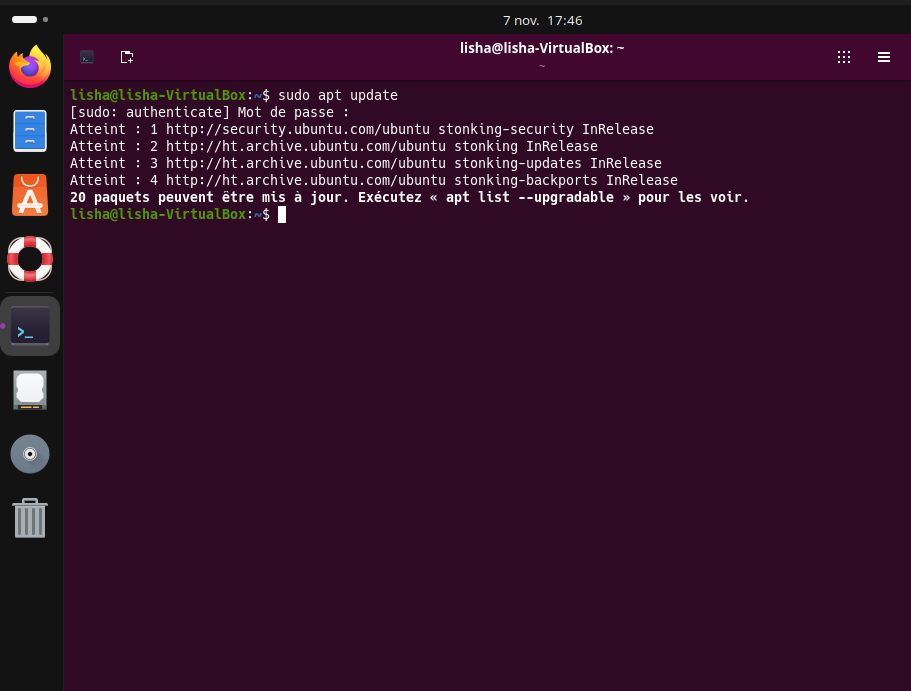 7 nov. 17:46
lisha@lisha-VirtualBox: ~
~
lisha@lisha-VirtualBox:~$ sudo apt update
[sudo: authenticate] Mot de passe :
Atteint : 1 http://security.ubuntu.com/ubuntu stonking-security InRelease
Atteint : 2 http://ht.archive.ubuntu.com/ubuntu stonking InRelease
Atteint : 3 http://ht.archive.ubuntu.com/ubuntu stonking-updates InRelease
Atteint : 4 http://ht.archive.ubuntu.com/ubuntu stonking-backports InRelease
20 paquets peuvent être mis à jour. Exécutez « apt list --upgradable » pour les voir.
lisha@lisha-VirtualBox:~$